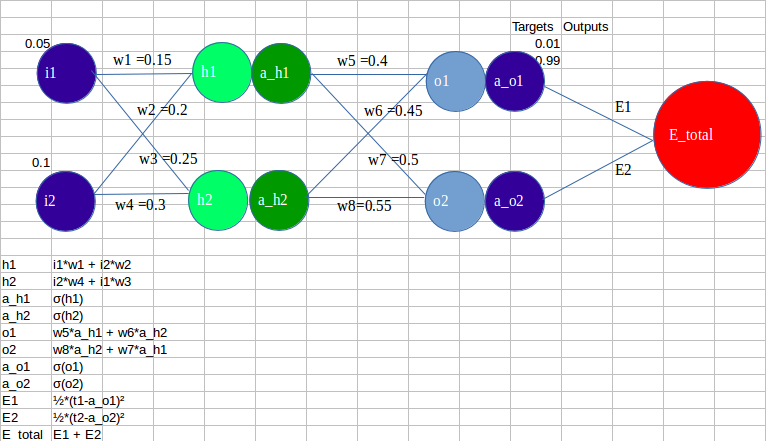 Targets Outputs
0.05 0.01
0.99
i1 w1 =0.15 h1 a_h1 w5 =0.4 o1 a_o1
w2 =0.2 w6 =0.45 E1
E_total
0.1 w3 =0.25 w7 =0.5 E2
i2 w4 =0.3 h2 a_h2 w8=0.55 o2 a_o2
h1 i1*w1 + i2*w2
h2 i2*w4 + i1*w3
a_h1 σ(h1)
a_h2 σ(h2)
o1 w5*a_h1 + w6*a_h2
o2 w8*a_h2 + w7*a_h1
a_o1 σ(o1)
a_o2 σ(o2)
E1 ½*(t1-a_o1)²
E2 ½*(t2-a_o2)²
E_total E1 + E2